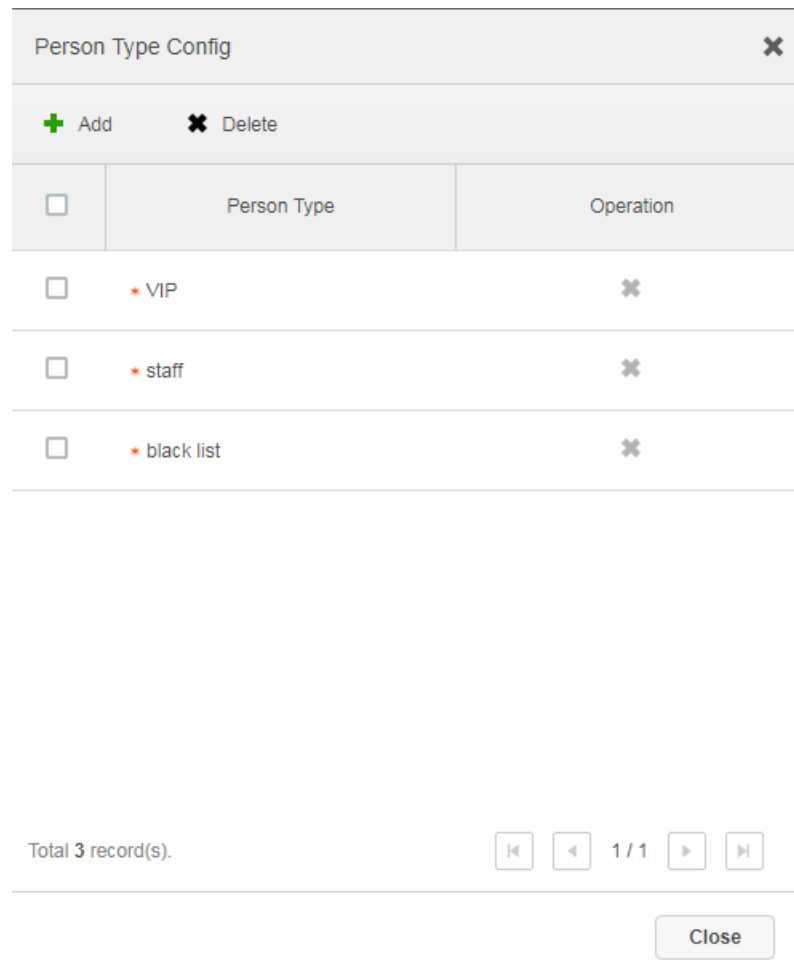 Person Type Config
Add Delete
Person Type Operation
* VIP
* staff
* black list
Total 3 record(s). 1 / 1
Close